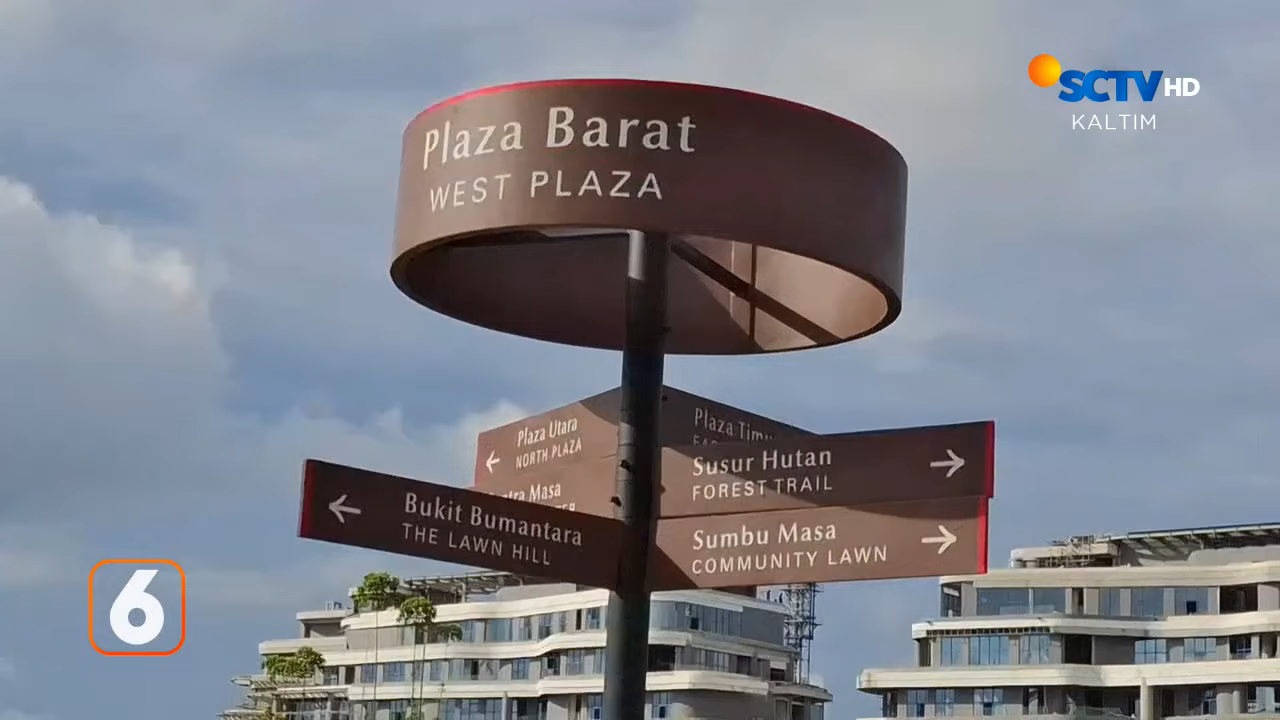 SCTV HD
KALTIM
Plaza Barat
WEST PLAZA
Plaza Utara
NORTH PLAZA
Masa
Plaza
Susur Hutan
FOREST TRAIL
Bukit Bumantara
THE LAWN HILL
Sumbu Masa
COMMUNITY LAWN
6